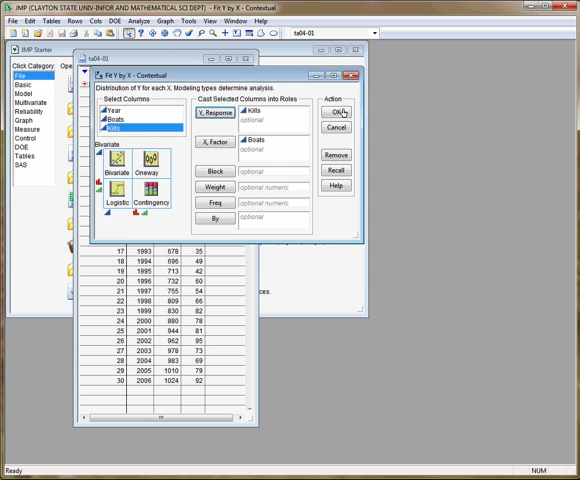 JMP (CLAYTON STATE UNIV-INFOR AND MATHEMATICAL SCI DEPT) - Fit Y by X - Contextual
File Edit Tables Rows Cols DOE Analyze Graph Tools View Window Help
ta04-01
JMP Starter
Click Category:
File
Basic
Model
Multivariate
Reliability
Graph
Measure
Control
DOE
Tables
SAS
Ope
ta04-01
Fit Y by X - Contextual
Distribution of Y for each X. Modeling types determine analysis.
Select Columns
Year
Boats
Kills
Bivariate
Bivariate Oneway
Logistic Contingency
Cast Selected Columns into Roles
Y, Response Kills
optional
X, Factor Boats
optional
Block optional
Weight optional numeric
Freq optional numeric
By optional
Action
OK
Cancel
Remove
Recall
Help
17 1993 678 35
18 1994 696 49
19 1995 713 42
20 1996 732 60
21 1997 755 54
22 1998 809 66
23 1999 830 82
24 2000 880 78
25 2001 944 81
26 2002 962 95
27 2003 978 73
28 2004 983 69
29 2005 1010 79
30 2006 1024 92
ces.
Ready
NUM